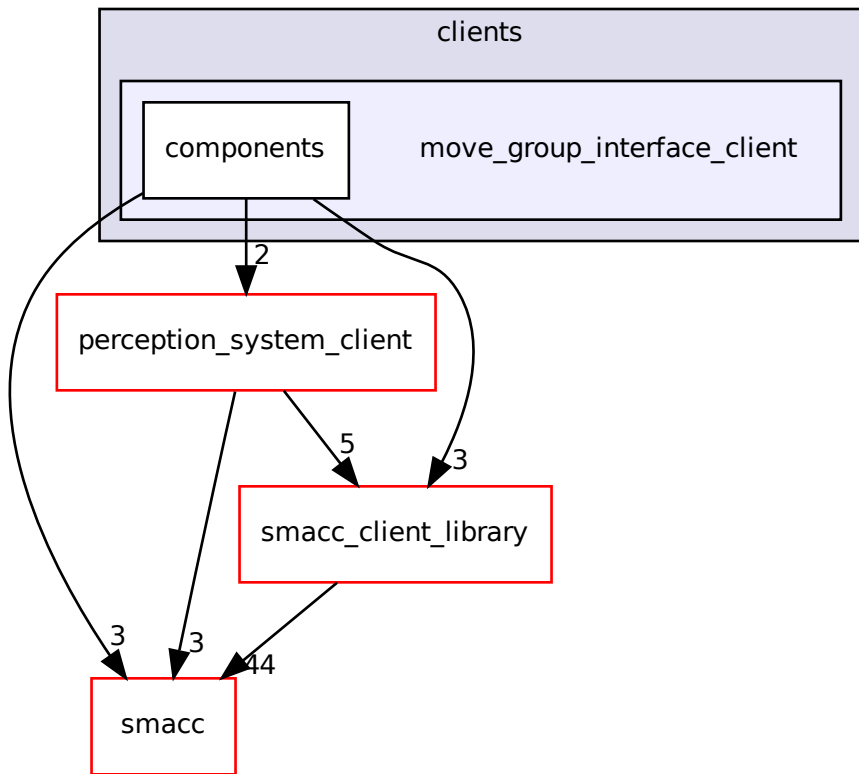 clients
components
move_group_interface_client
2
perception_system_client
5
3
smacc_client_library
3
3
44
smacc